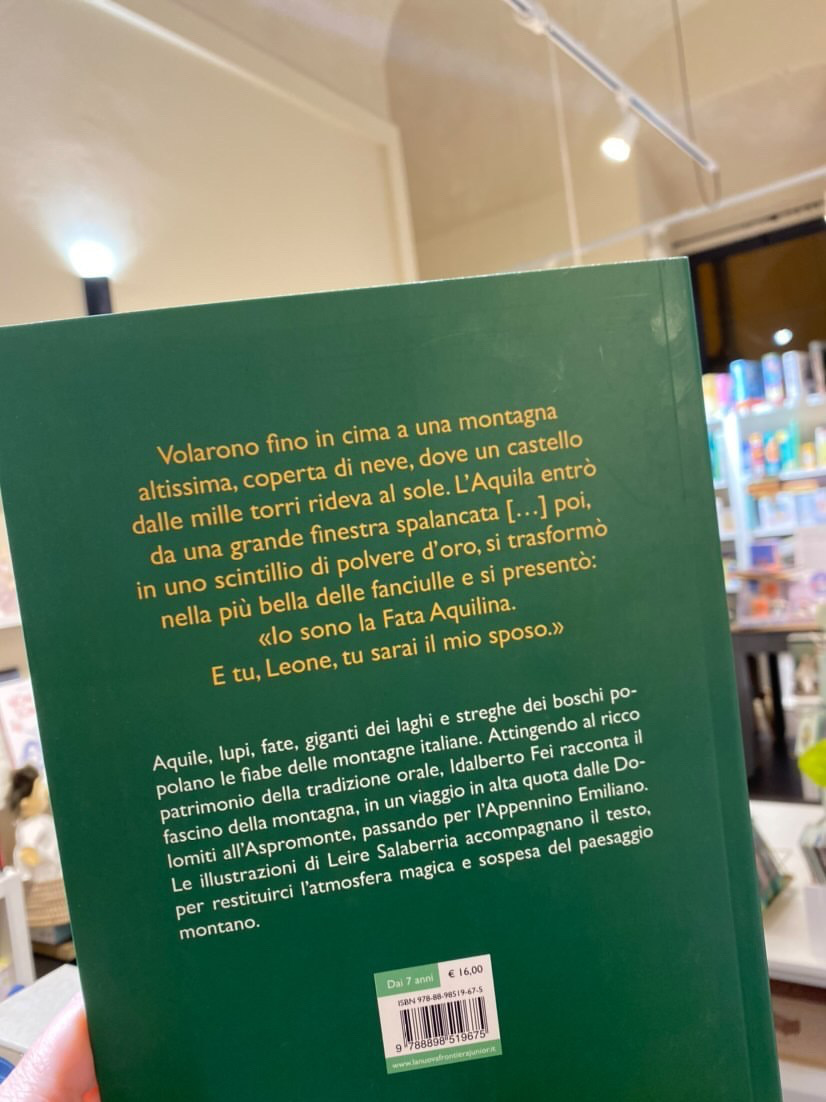 Volarono fino in cima a una montagna
altissima, coperta di neve, dove un castello
dalle mille torri rideva al sole. L'Aquila entrò
da una grande finestra spalancata [...] poi,
in uno scintillio di polvere d'oro, si trasformò
nella più bella delle fanciulle e si presentò:
«Io sono la Fata Aquilina.
E tu, Leone, tu sarai il mio sposo.»
Aquile, lupi, fate, giganti dei laghi e streghe dei boschi po-
polano le fiabe delle montagne italiane. Attingendo al ricco
patrimonio della tradizione orale, Idalberto Fei racconta il
fascino della montagna, in un viaggio in alta quota dalle Do-
lomiti all'Aspromonte, passando per l'Appennino Emiliano.
Le illustrazioni di Leire Salaberria accompagnano il testo,
per restituirci l'atmosfera magica e sospesa del paesaggio
montano.
Dai 7 anni € 16,00
ISBN 978-88-98519-67-5
9 788898 519675
www.lanuovafrontierajunior.it